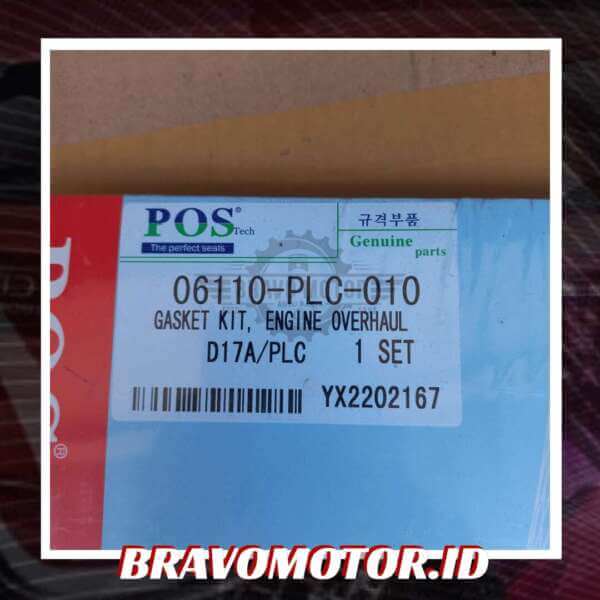 POS®
Tech
The perfect seals
규격부품
Genuine
parts
06110-PLC-010
GASKET KIT, ENGINE OVERHAUL
D17A/PLC 1 SET
YX2202167
BRAVOMOTOR.ID